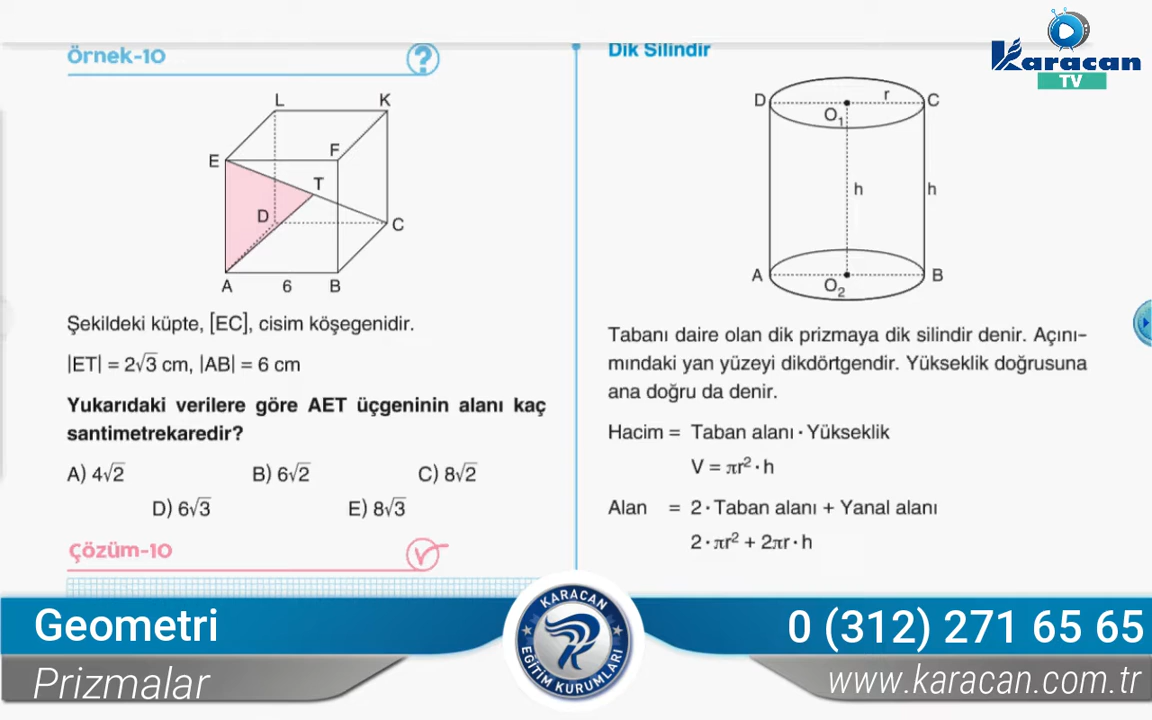 Karacan
TV
Örnek-10
?
L
K
E
F
T
D
C
A
6
B
Şekildeki küpte, [EC], cisim köşegenidir.
|ET| = 2√3 cm, |AB| = 6 cm
Yukarıdaki verilere göre AET üçgeninin alanı kaç
santimetrekaredir?
A) 4√2
B) 6√2
C) 8√2
D) 6√3
E) 8√3
Çözüm-10
Dik Silindir
D
r
C
O₁
h
h
A
O₂
B
Tabanı daire olan dik prizmaya dik silindir denir. Açını-
mındaki yan yüzeyi dikdörtgendir. Yükseklik doğrusuna
ana doğru da denir.
Hacim = Taban alanı · Yükseklik
V = πr² · h
Alan = 2 · Taban alanı + Yanal alanı
2 · πr² + 2πr · h
Geometri
Prizmalar
KARACAN
EĞİTİM KURUMLARI
0 (312) 271 65 65
www.karacan.com.tr